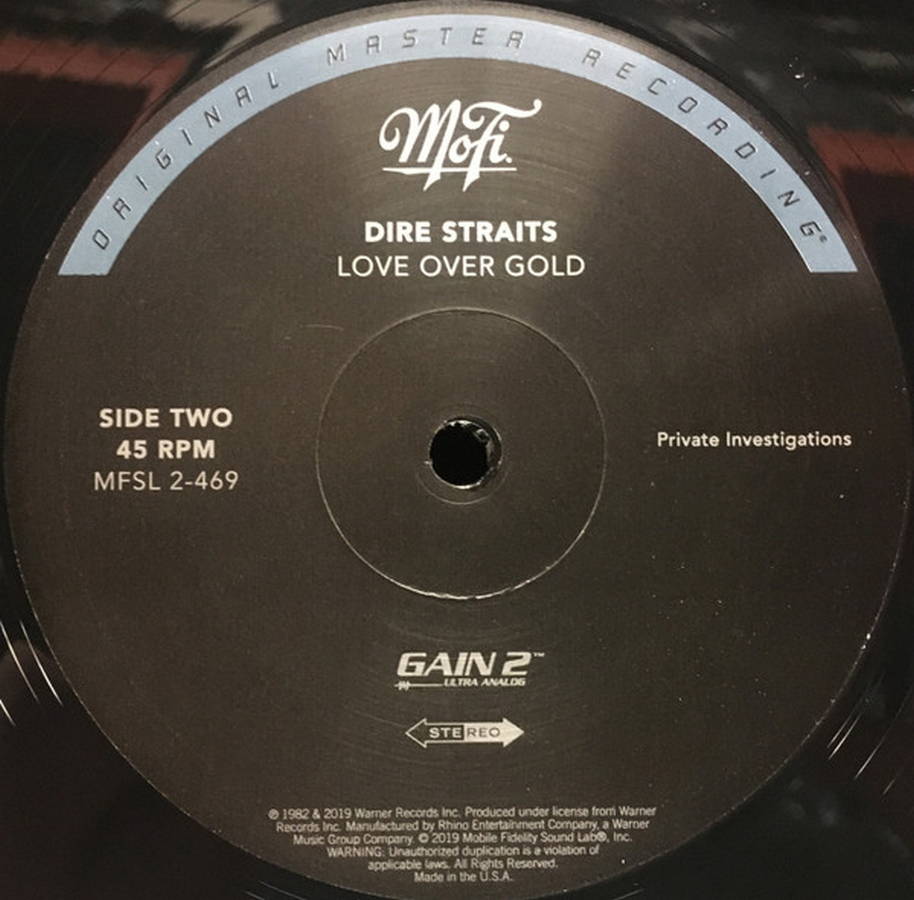 ORIGINAL MASTER RECORDING®
MoFi
DIRE STRAITS
LOVE OVER GOLD
SIDE TWO
45 RPM
MFSL 2-469
Private Investigations
GAIN 2™
ULTRA ANALOG
STEREO
℗ 1982 & 2019 Warner Records Inc. Produced under license from Warner
Records Inc. Manufactured by Rhino Entertainment Company, a Warner
Music Group Company. © 2019 Mobile Fidelity Sound Lab®, Inc.
WARNING: Unauthorized duplication is a violation of
applicable laws. All Rights Reserved.
Made in the U.S.A.